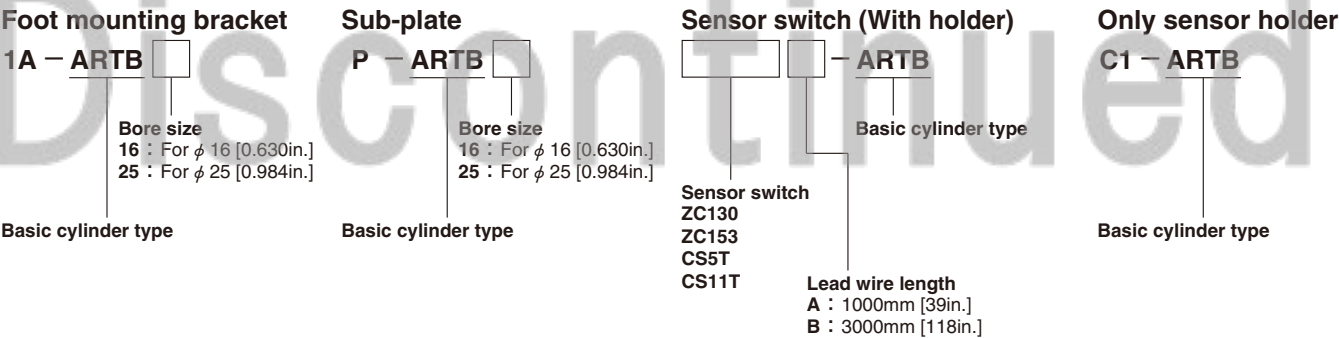 Discontinued
Foot mounting bracket
1A － ARTB
Bore size
16 : For φ 16 [0.630in.]
25 : For φ 25 [0.984in.]
Basic cylinder type
Sub-plate
P － ARTB
Bore size
16 : For φ 16 [0.630in.]
25 : For φ 25 [0.984in.]
Basic cylinder type
Sensor switch (With holder)
－ ARTB
Basic cylinder type
Sensor switch
ZC130
ZC153
CS5T
CS11T
Lead wire length
A : 1000mm [39in.]
B : 3000mm [118in.]
Only sensor holder
C1 － ARTB
Basic cylinder type